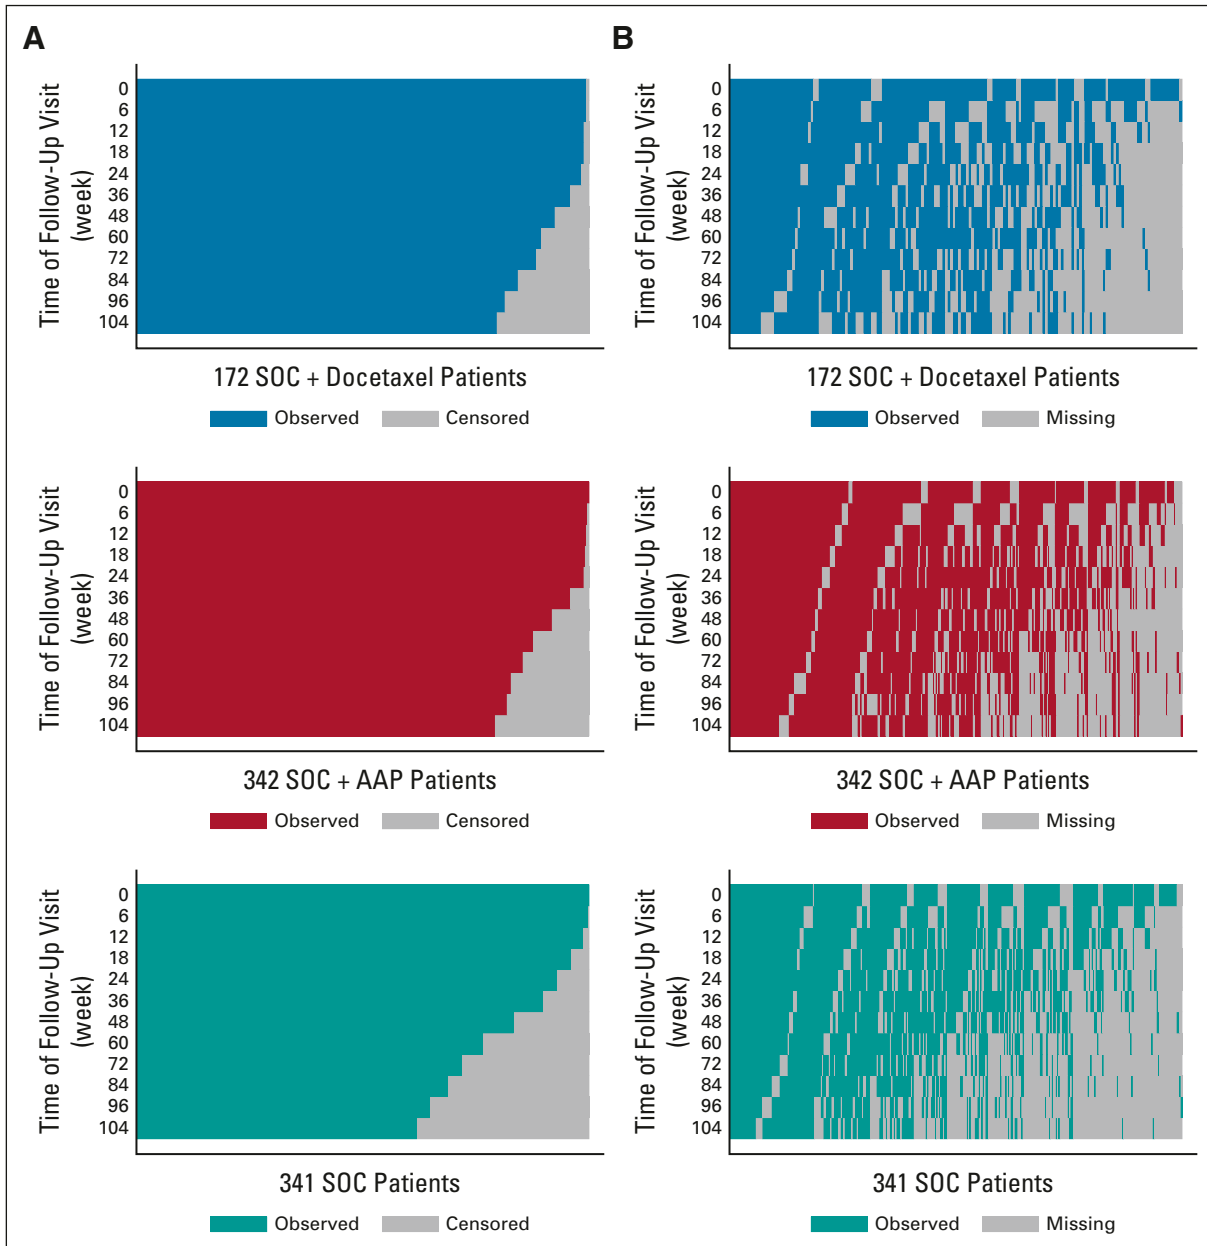 A
Time of Follow-Up Visit
(week)
0
6
12
18
24
36
48
60
72
84
96
104
172 SOC + Docetaxel Patients
Observed Censored
B
Time of Follow-Up Visit
(week)
0
6
12
18
24
36
48
60
72
84
96
104
172 SOC + Docetaxel Patients
Observed Missing
Time of Follow-Up Visit
(week)
0
6
12
18
24
36
48
60
72
84
96
104
342 SOC + AAP Patients
Observed Censored
Time of Follow-Up Visit
(week)
0
6
12
18
24
36
48
60
72
84
96
104
342 SOC + AAP Patients
Observed Missing
Time of Follow-Up Visit
(week)
0
6
12
18
24
36
48
60
72
84
96
104
341 SOC Patients
Observed Censored
Time of Follow-Up Visit
(week)
0
6
12
18
24
36
48
60
72
84
96
104
341 SOC Patients
Observed Missing